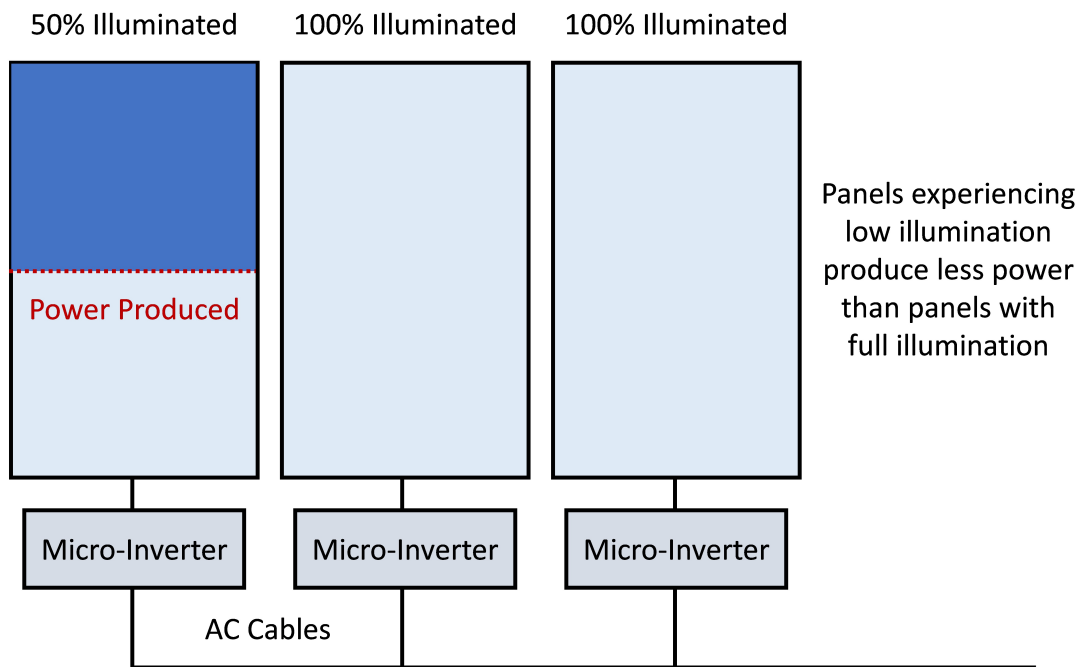 50% Illuminated
100% Illuminated
100% Illuminated
Panels experiencing
low illumination
produce less power
than panels with
full illumination
Power Produced
Micro-Inverter
Micro-Inverter
Micro-Inverter
AC Cables